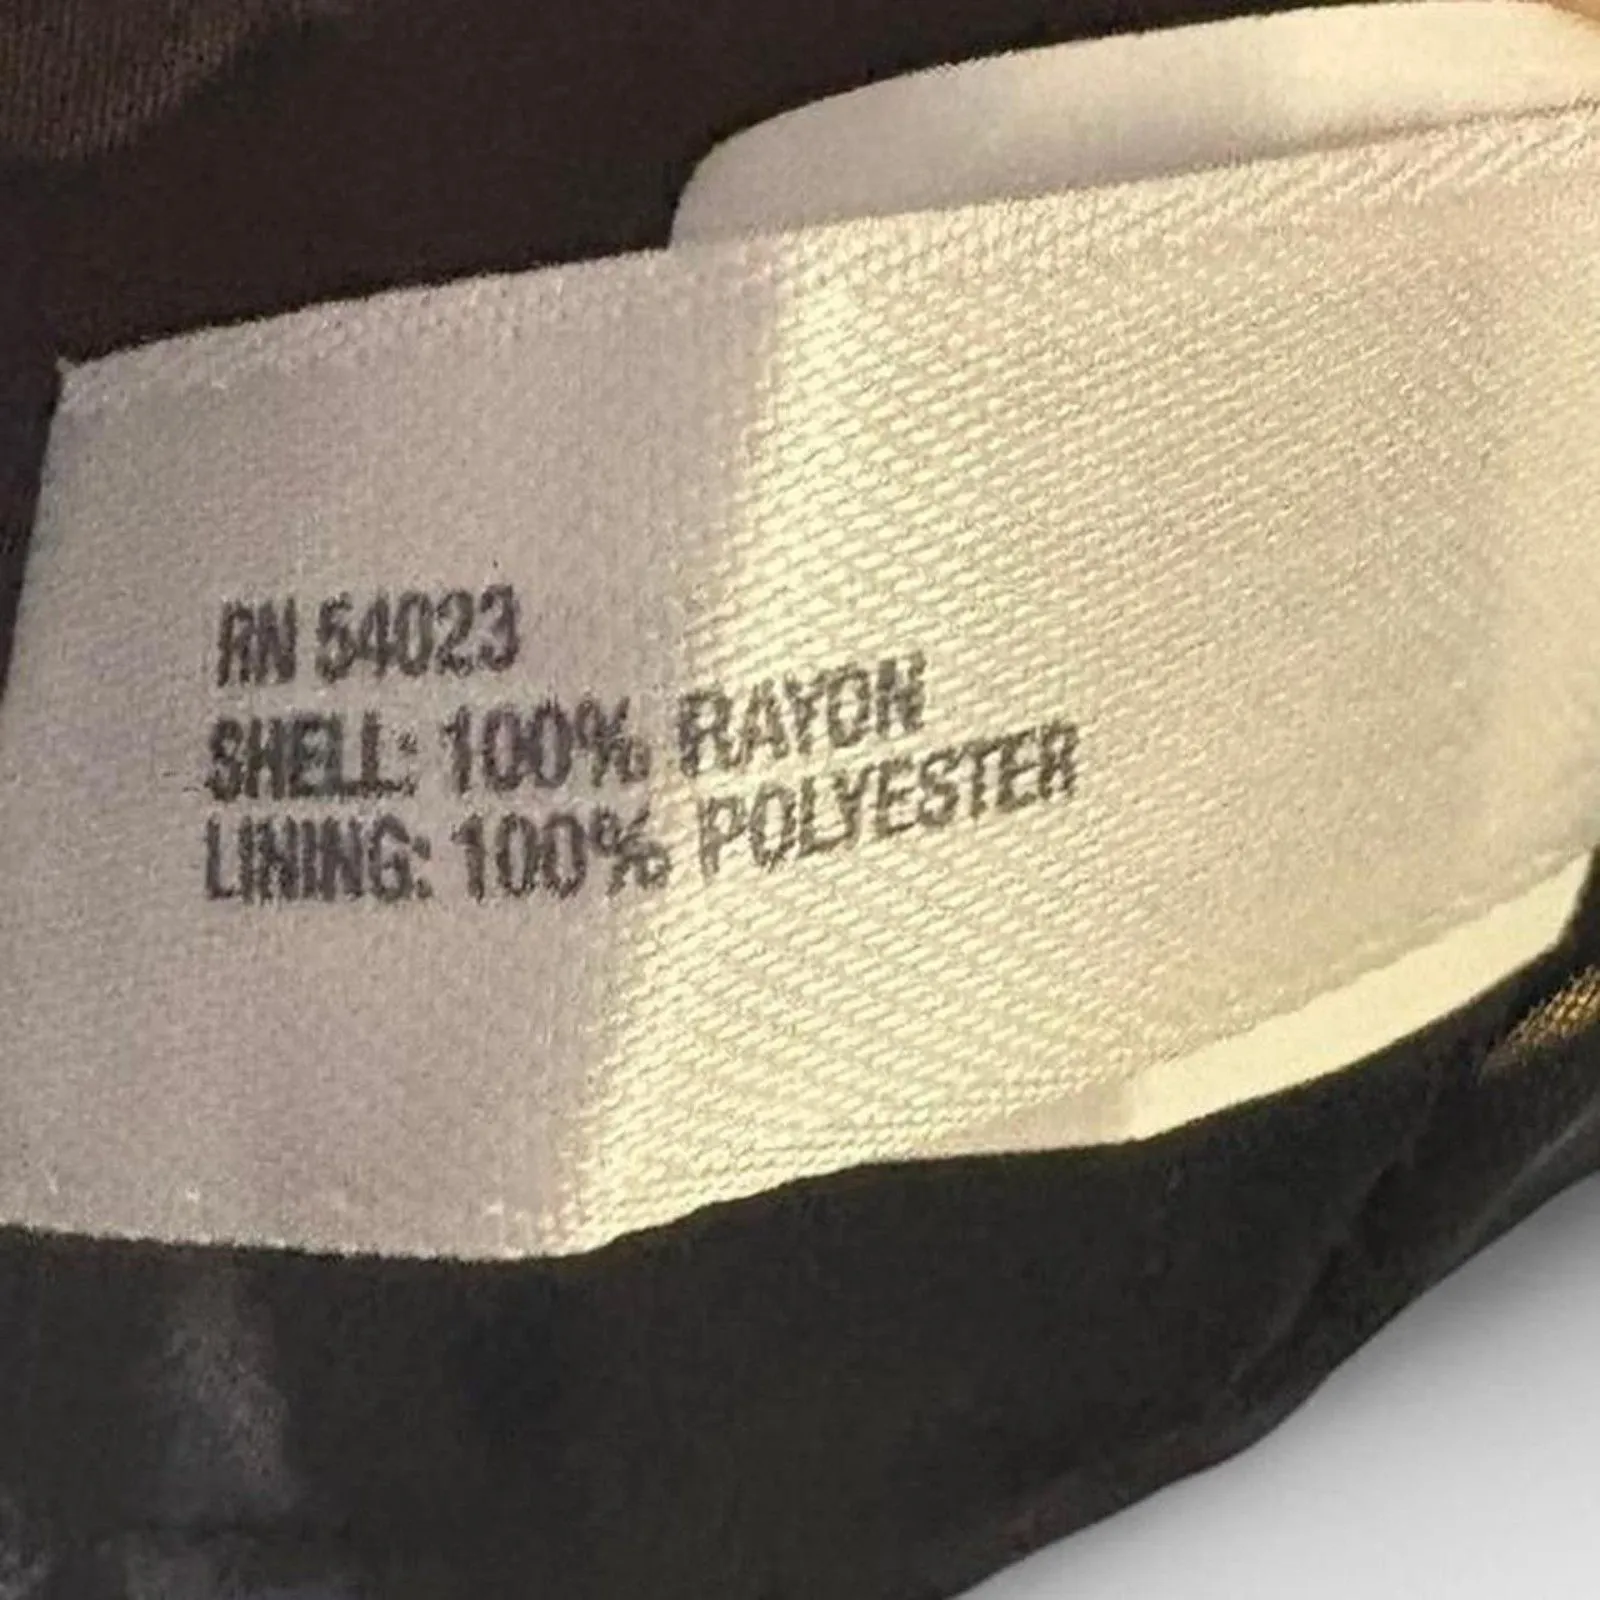 RN 54023
SHELL: 100% RAYON
LINING: 100% POLYESTER